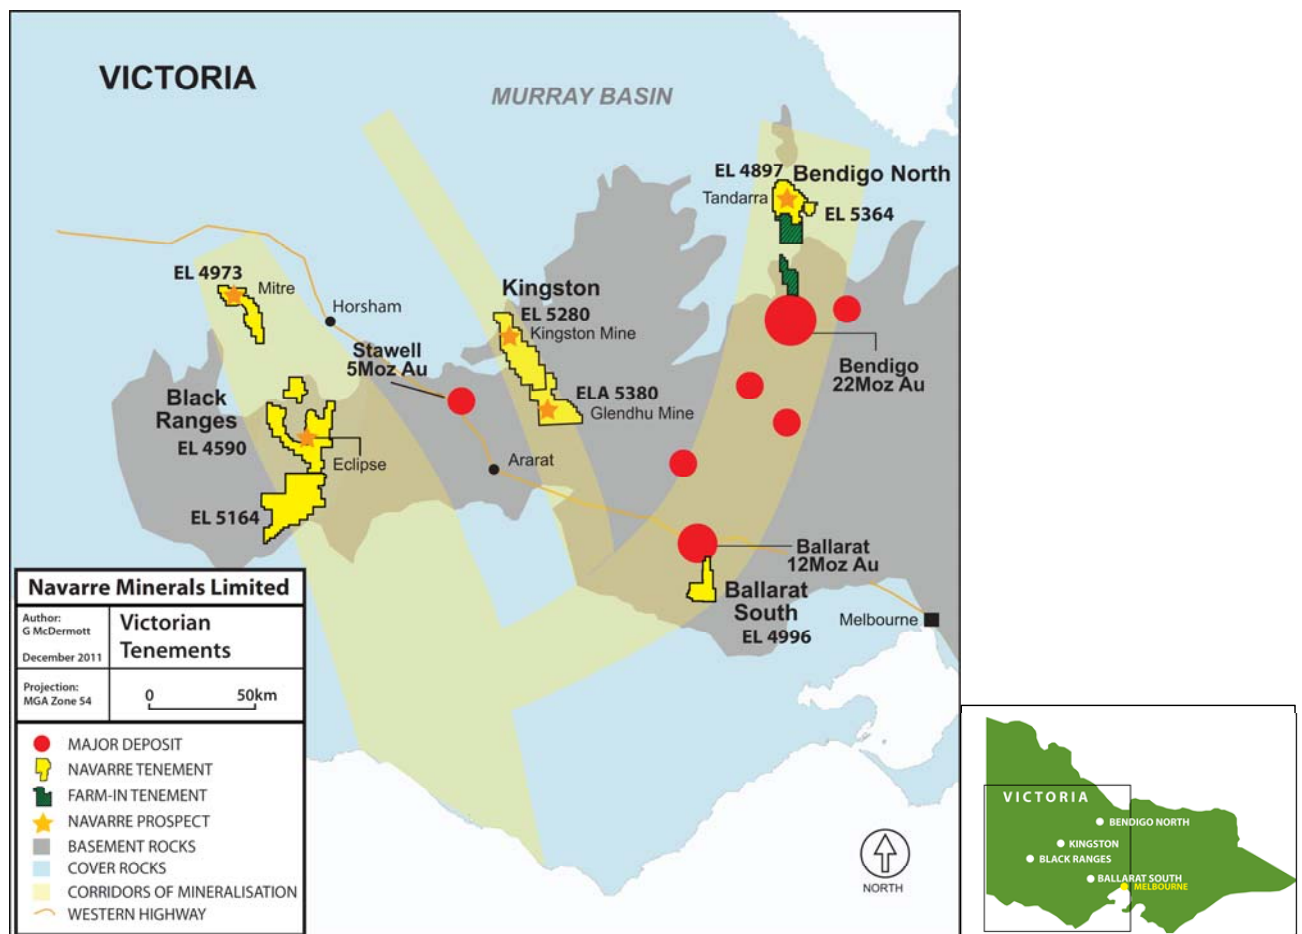 VICTORIA
MURRAY BASIN
EL 4897
Bendigo North
Tandarra
EL 5364
EL 4973
Mitre
Horsham
Kingston
EL 5280
Kingston Mine
Stawell
5Moz Au
Bendigo
22Moz Au
ELA 5380
Glendhu Mine
Black
Ranges
EL 4590
Eclipse
Ararat
EL 5164
Ballarat
12Moz Au
Ballarat
South
EL 4996
Melbourne
Navarre Minerals Limited
Author:
G McDermott
December 2011
Victorian
Tenements
Projection:
MGA Zone 54
0 50km
MAJOR DEPOSIT
NAVARRE TENEMENT
FARM-IN TENEMENT
NAVARRE PROSPECT
BASEMENT ROCKS
COVER ROCKS
CORRIDORS OF MINERALISATION
WESTERN HIGHWAY
NORTH
VICTORIA
BENDIGO NORTH
KINGSTON
BLACK RANGES
BALLARAT SOUTH
MELBOURNE